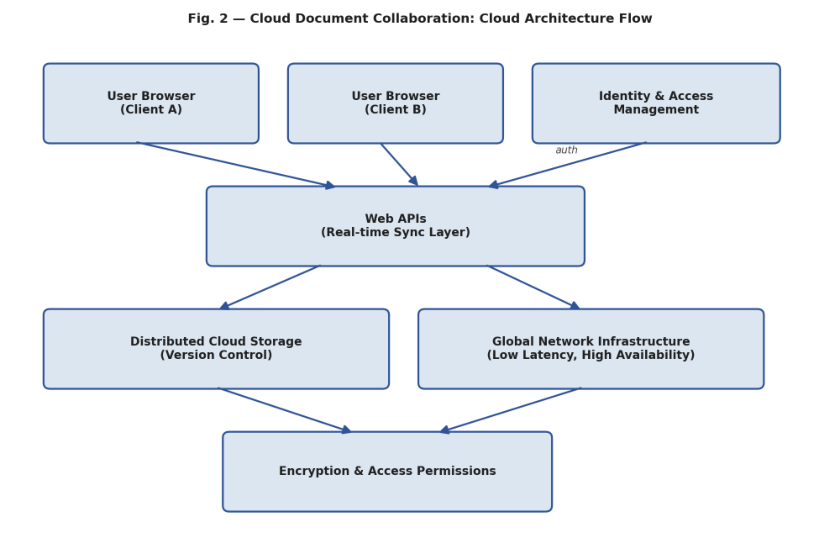 Fig. 2 — Cloud Document Collaboration: Cloud Architecture Flow
User Browser
(Client A)
User Browser
(Client B)
Identity & Access
Management
auth
Web APIs
(Real-time Sync Layer)
Distributed Cloud Storage
(Version Control)
Global Network Infrastructure
(Low Latency, High Availability)
Encryption & Access Permissions